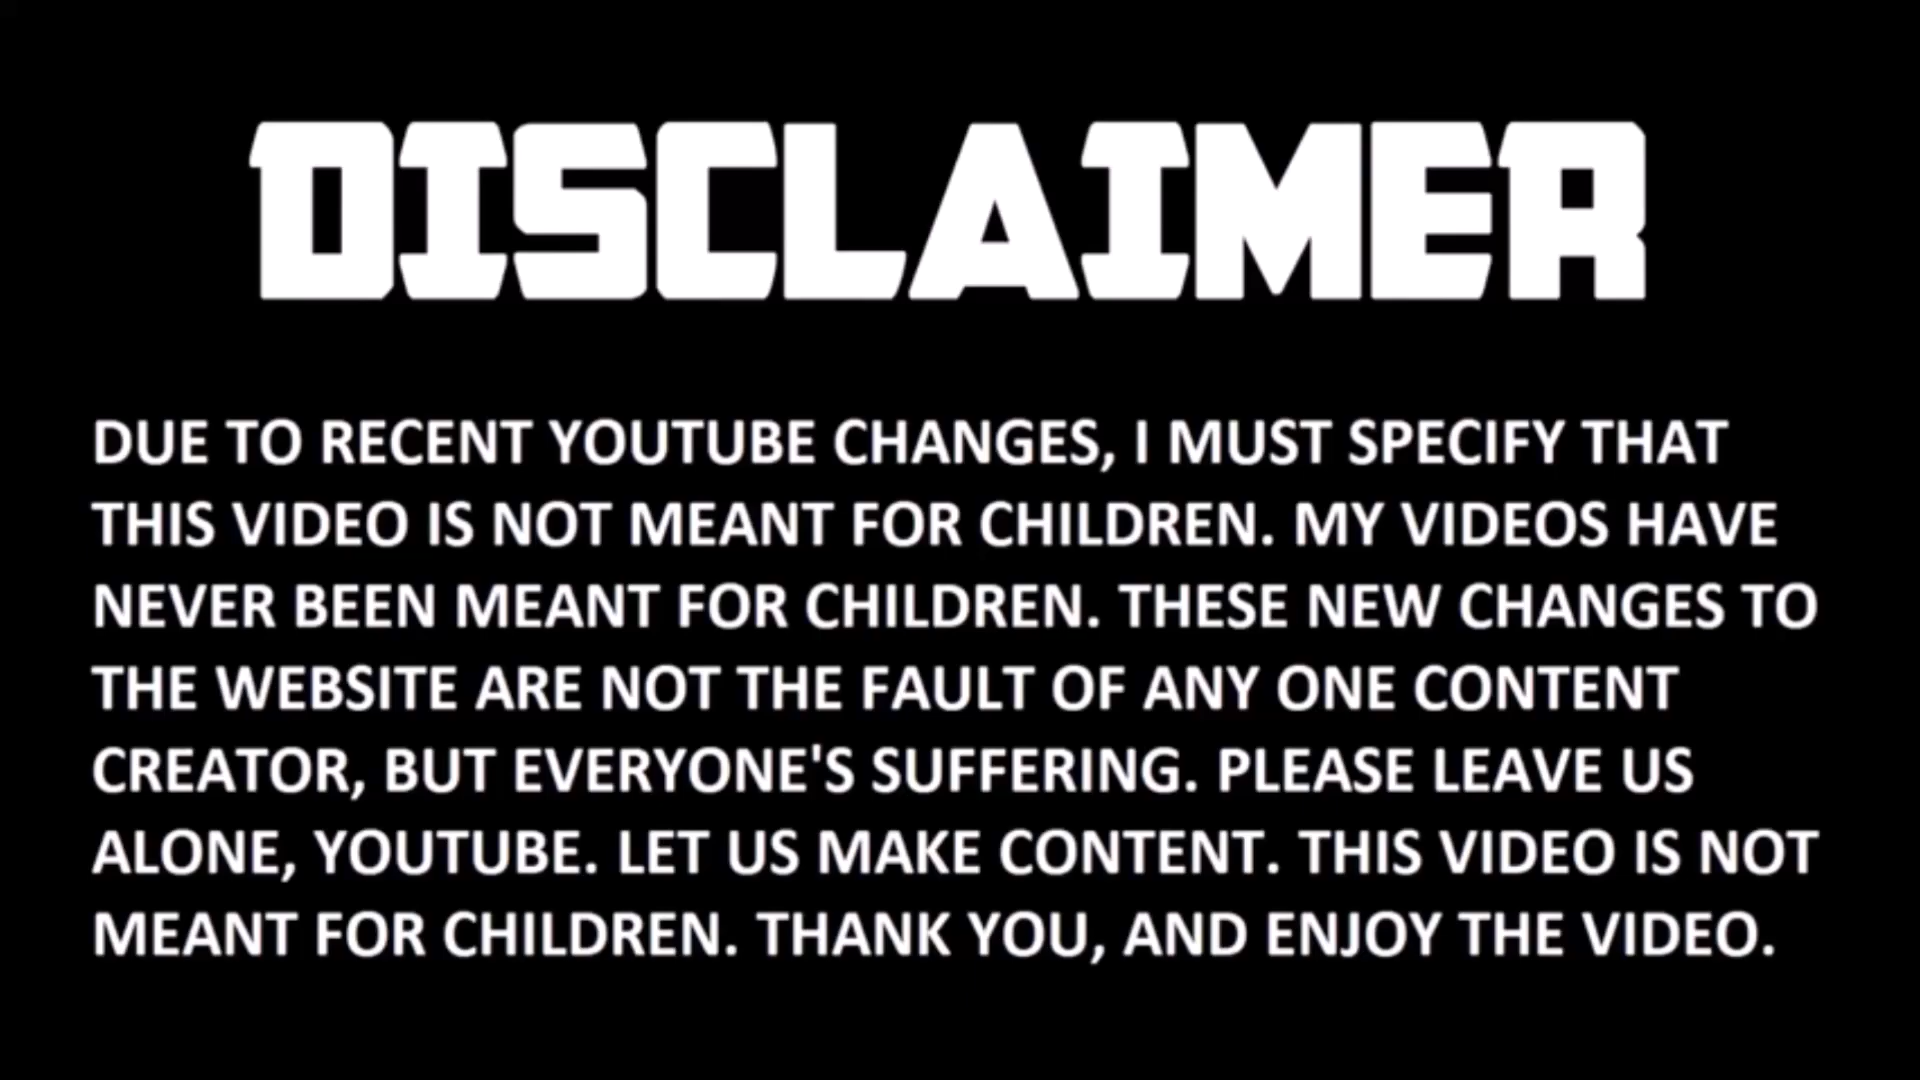 DISCLAIMER
DUE TO RECENT YOUTUBE CHANGES, I MUST SPECIFY THAT
THIS VIDEO IS NOT MEANT FOR CHILDREN. MY VIDEOS HAVE
NEVER BEEN MEANT FOR CHILDREN. THESE NEW CHANGES TO
THE WEBSITE ARE NOT THE FAULT OF ANY ONE CONTENT
CREATOR, BUT EVERYONE'S SUFFERING. PLEASE LEAVE US
ALONE, YOUTUBE. LET US MAKE CONTENT. THIS VIDEO IS NOT
MEANT FOR CHILDREN. THANK YOU, AND ENJOY THE VIDEO.